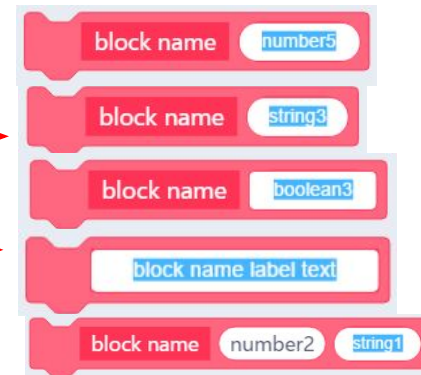 block name number5
block name string3
block name boolean3
block name label text
block name number2 string1